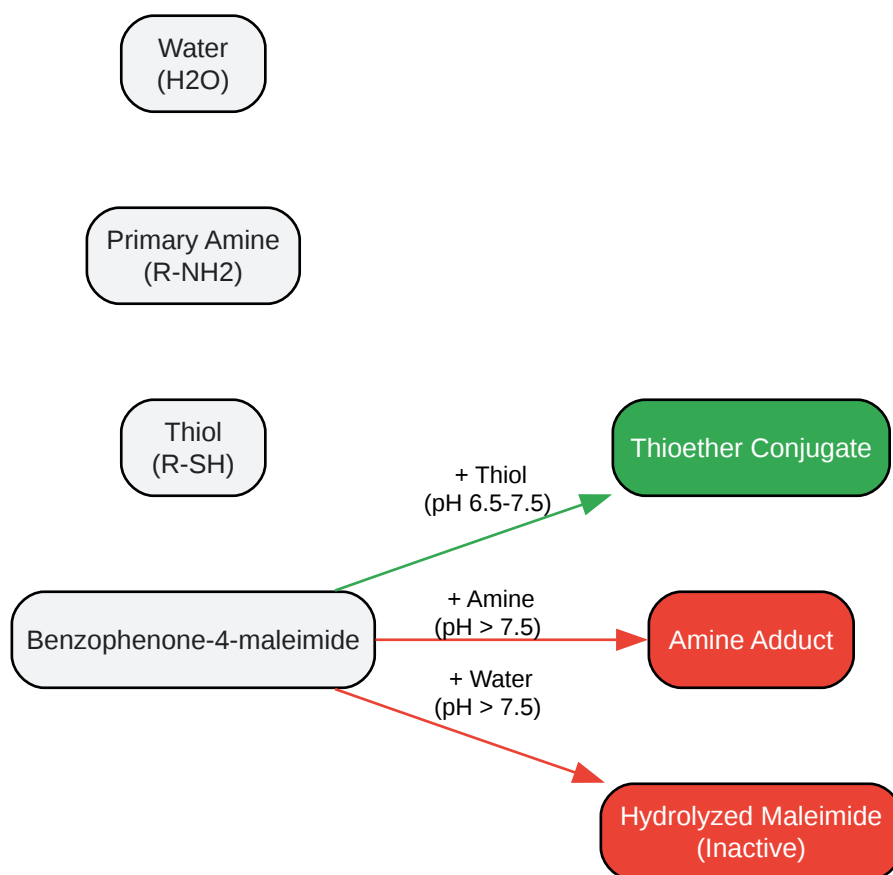 Water
(H2O)
Primary Amine
(R-NH2)
Thiol
(R-SH)
Thioether Conjugate
+ Thiol
(pH 6.5-7.5)
Benzophenone-4-maleimide
+ Amine
(pH > 7.5)
Amine Adduct
+ Water
(pH > 7.5)
Hydrolyzed Maleimide
(Inactive)